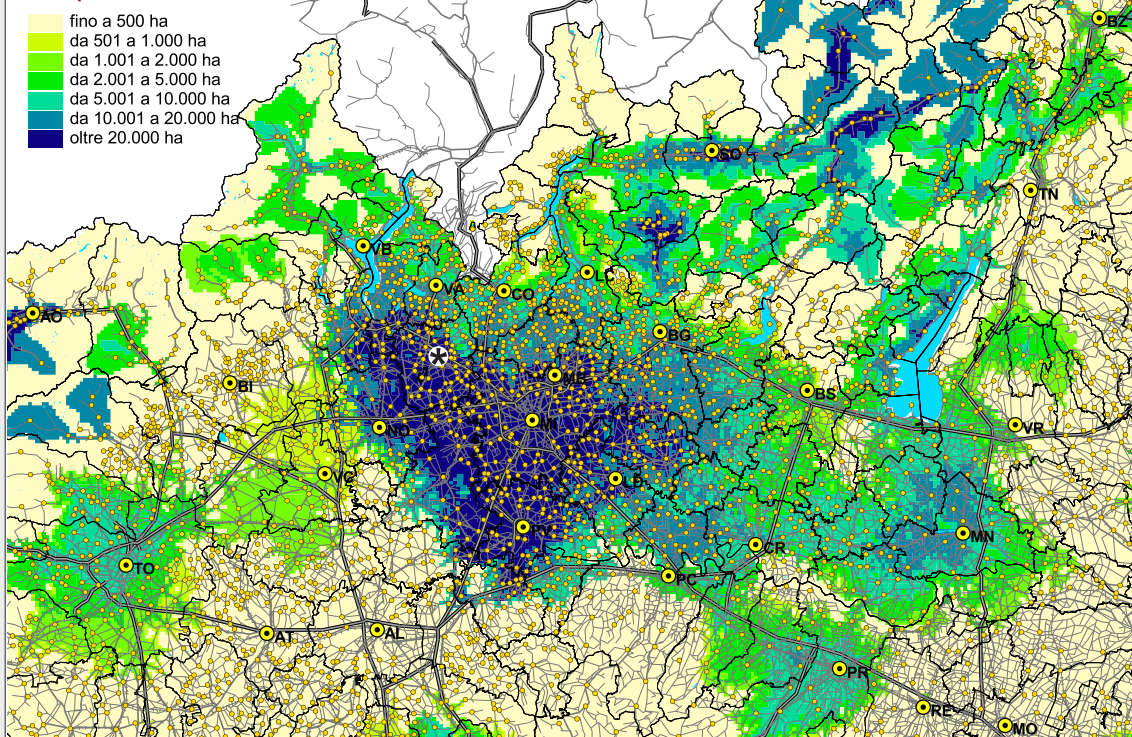 fino a 500 ha
da 501 a 1.000 ha
da 1.001 a 2.000 ha
da 2.001 a 5.000 ha
da 5.001 a 10.000 ha
da 10.001 a 20.000 ha
oltre 20.000 ha
BZ
SO
TN
VB
LC
VA
CO
AO
BG
MB
BI
BS
NO
MI
VR
VC
LO
PV
MN
CR
TO
PC
AT
AL
PR
RE
MO